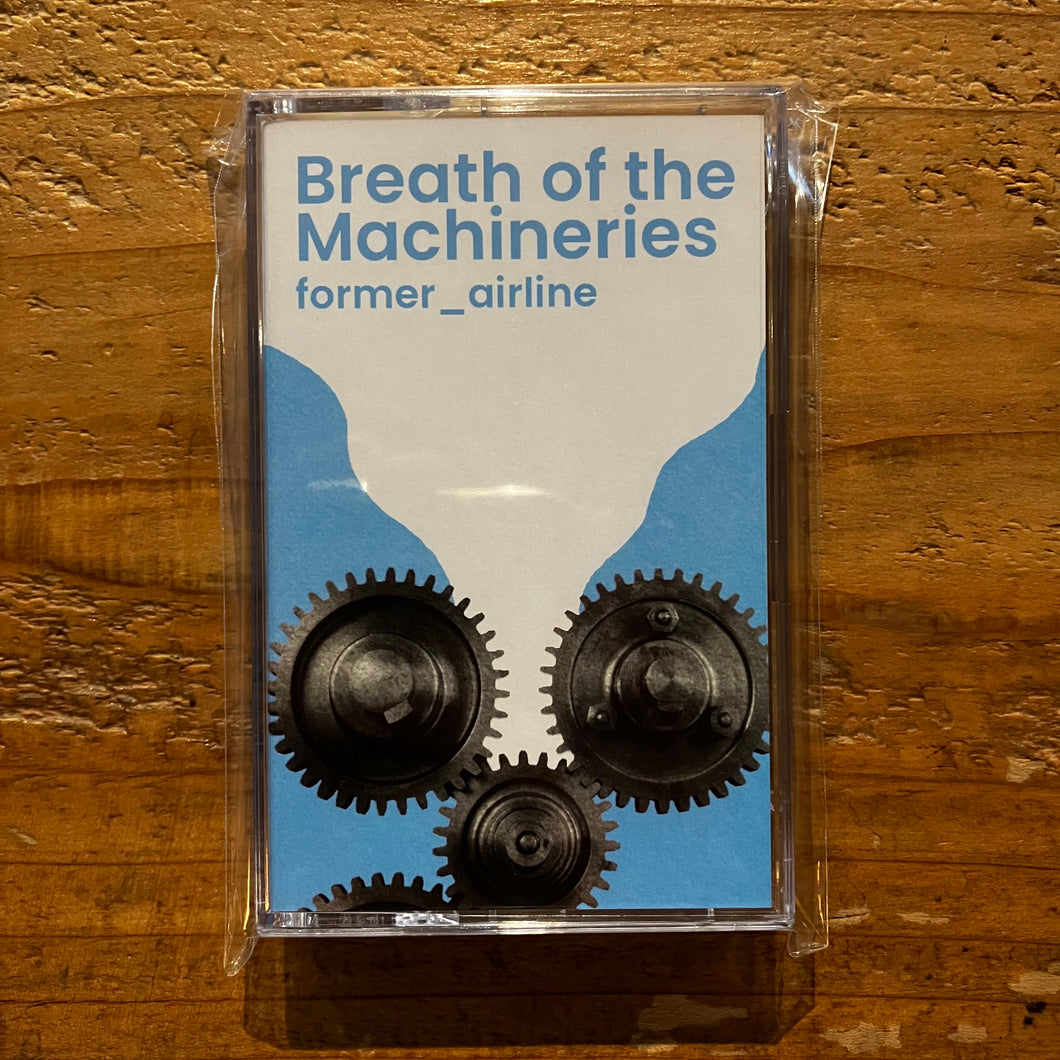 Breath of the
Machineries
former_airline